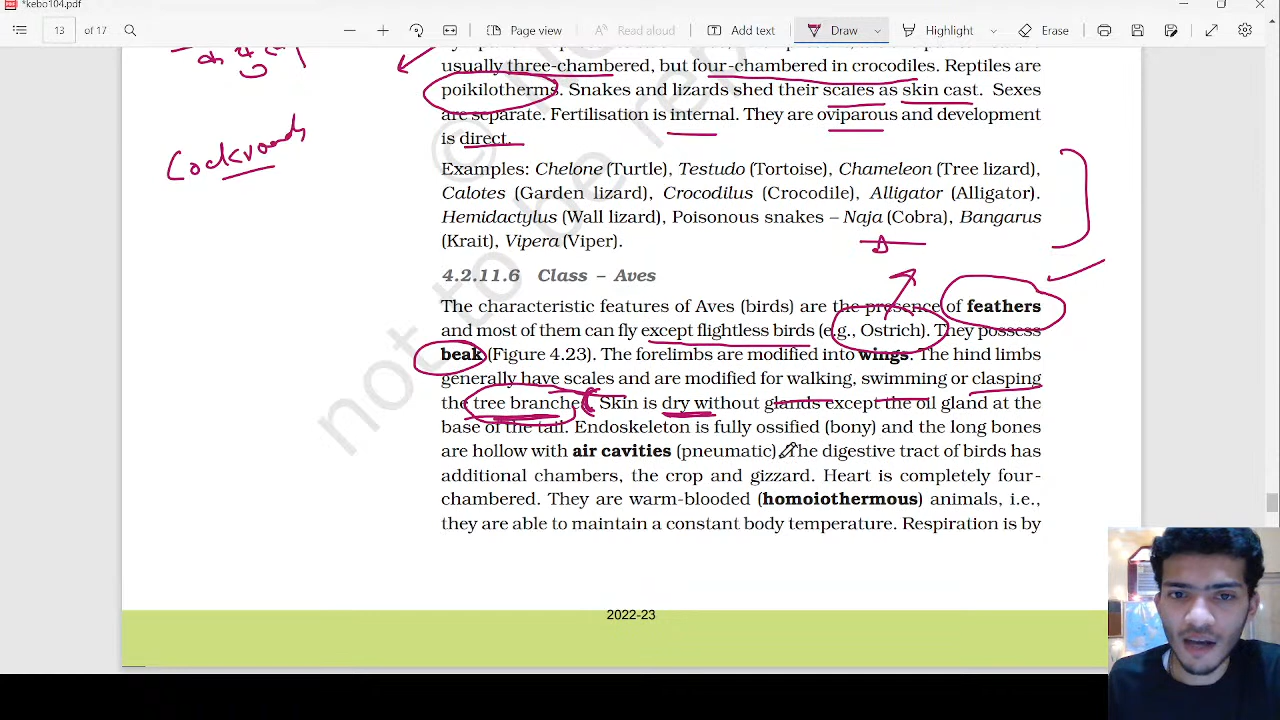 *kebo104.pdf
13 of 17
Page view
Read aloud
Add text
Draw
Highlight
Erase
usually three-chambered, but four-chambered in crocodiles. Reptiles are
poikilotherms. Snakes and lizards shed their scales as skin cast. Sexes
are separate. Fertilisation is internal. They are oviparous and development
is direct.
Cockroach
Examples: Chelone (Turtle), Testudo (Tortoise), Chameleon (Tree lizard),
Calotes (Garden lizard), Crocodilus (Crocodile), Alligator (Alligator).
Hemidactylus (Wall lizard), Poisonous snakes – Naja (Cobra), Bangarus
(Krait), Vipera (Viper).
4.2.11.6 Class – Aves
The characteristic features of Aves (birds) are the presence of feathers
and most of them can fly except flightless birds (e.g., Ostrich). They possess
beak (Figure 4.23). The forelimbs are modified into wings. The hind limbs
generally have scales and are modified for walking, swimming or clasping
the tree branches. Skin is dry without glands except the oil gland at the
base of the tail. Endoskeleton is fully ossified (bony) and the long bones
are hollow with air cavities (pneumatic). The digestive tract of birds has
additional chambers, the crop and gizzard. Heart is completely four-
chambered. They are warm-blooded (homoiothermous) animals, i.e.,
they are able to maintain a constant body temperature. Respiration is by
not to be re
2022-23